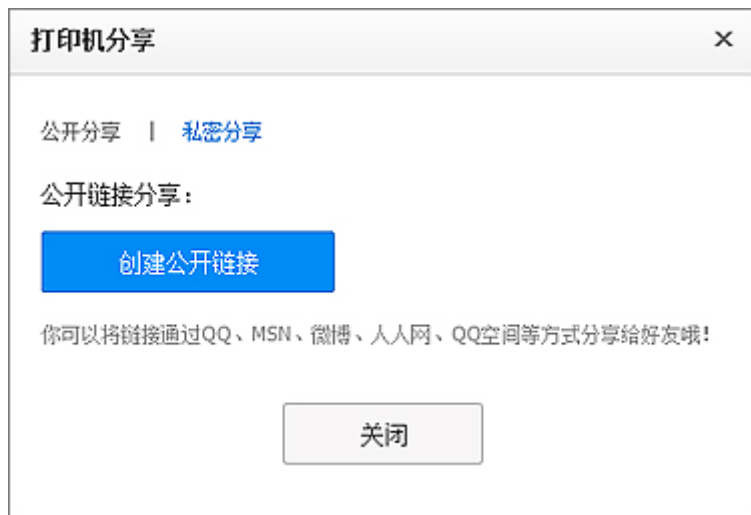 打印机分享 ×
公开分享 | 私密分享
公开链接分享：
创建公开链接
你可以将链接通过QQ、MSN、微博、人人网、QQ空间等方式分享给好友哦！
关闭